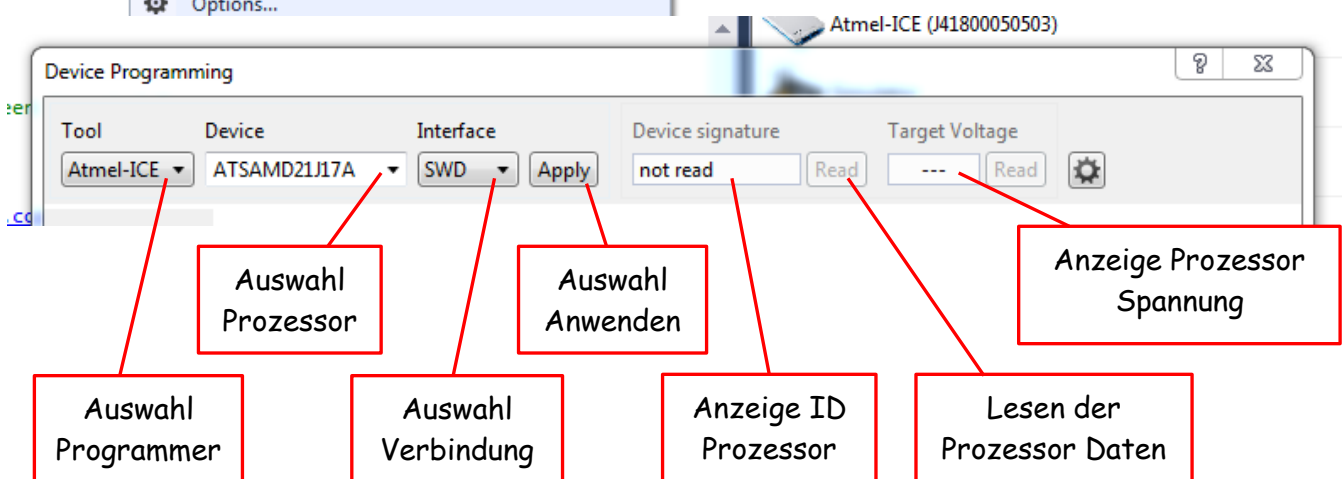 Options...
Atmel-ICE (J41800050503)
Device Programming
Tool Device Interface Device signature Target Voltage
Atmel-ICE ATSAMD21J17A SWD Apply not read Read --- Read
Auswahl
Prozessor
Auswahl
Anwenden
Anzeige Prozessor
Spannung
Auswahl
Programmer
Auswahl
Verbindung
Anzeige ID
Prozessor
Lesen der
Prozessor Daten